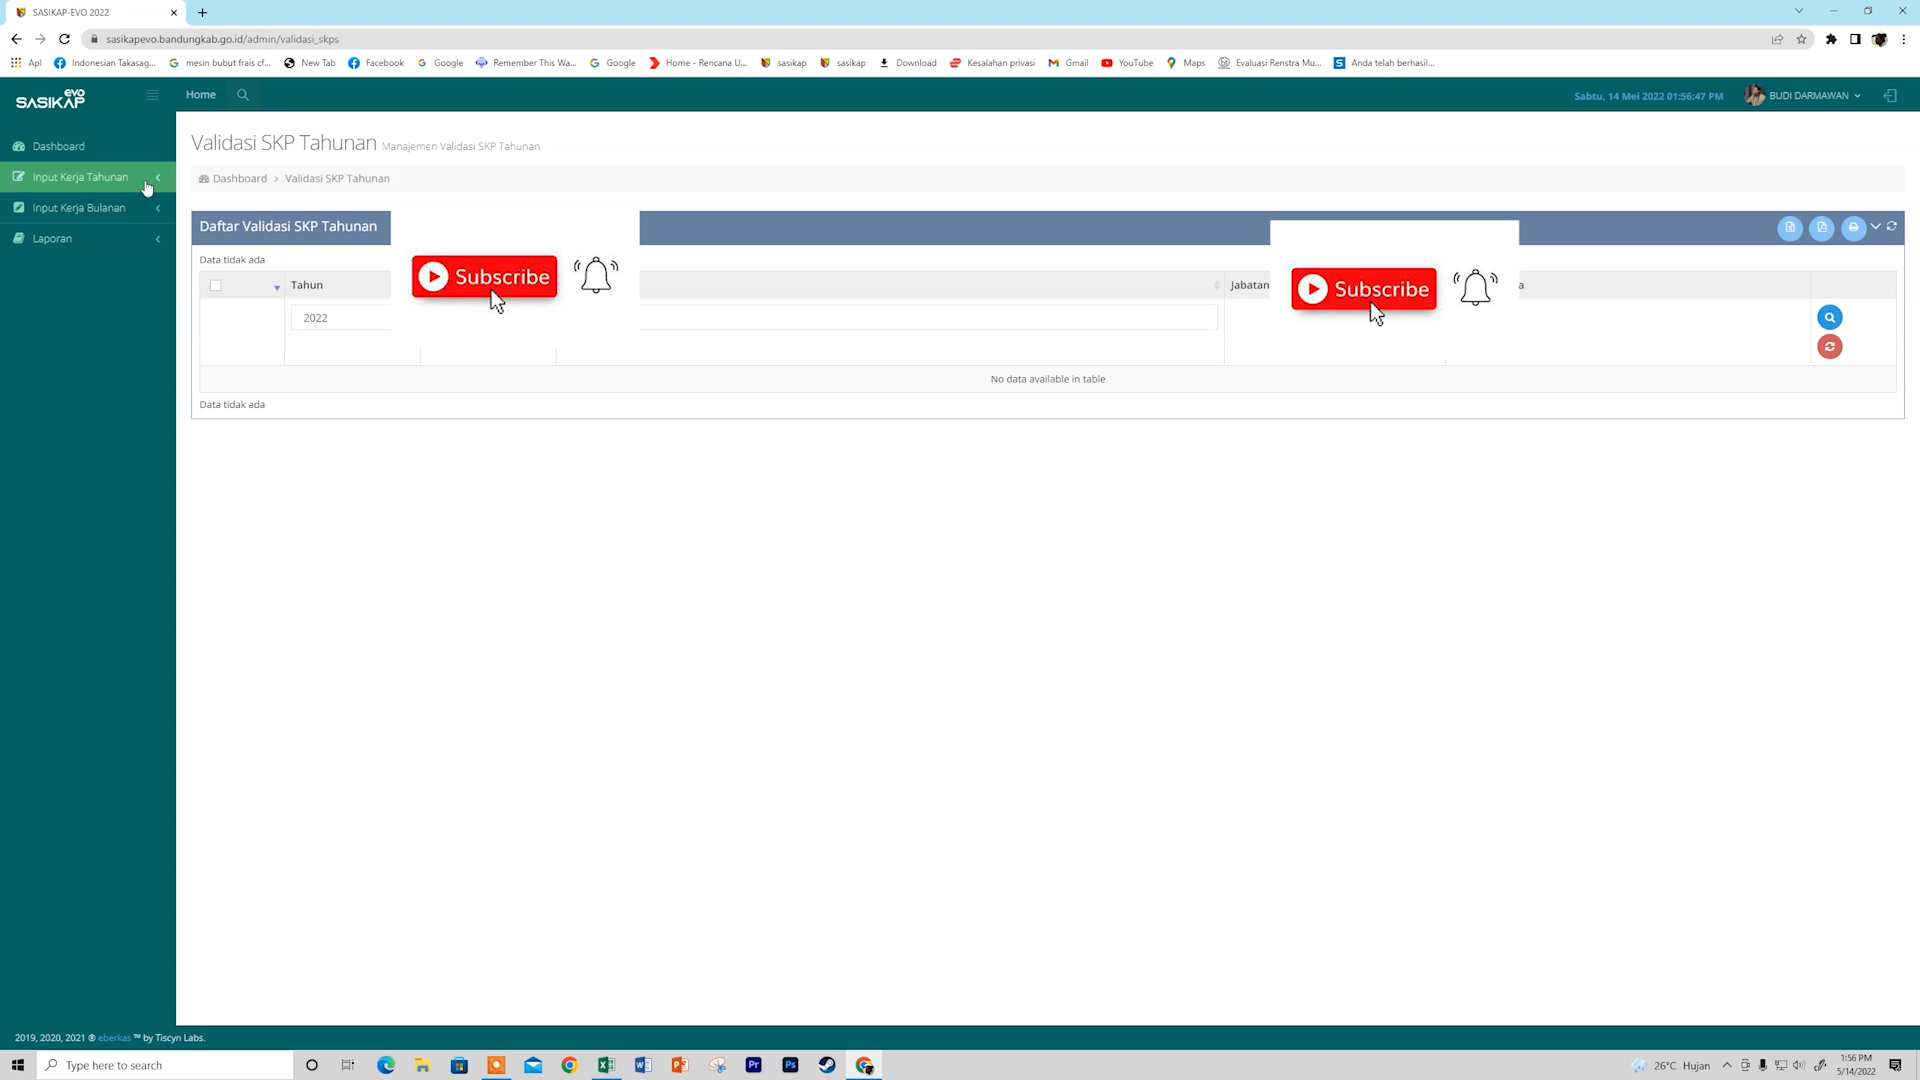 SASIKAP-EVO 2022
sasikapevo.bandungkab.go.id/admin/validasi_skps
Apl
Indonesian Takasag...
mesin bubut frais cf...
New Tab
Facebook
Google
Remember This Wa...
Google
Home - Rencana U...
sasikap
sasikap
Download
Kesalahan privasi
Gmail
YouTube
Maps
Evaluasi Renstra Mu...
Anda telah berhasil...
SASIKAP evo
Home
Sabtu, 14 Mei 2022 01:56:47 PM
BUDI DARMAWAN
Dashboard
Input Kerja Tahunan
Input Kerja Bulanan
Laporan
Validasi SKP Tahunan Manajemen Validasi SKP Tahunan
Dashboard > Validasi SKP Tahunan
Daftar Validasi SKP Tahunan
Data tidak ada
Tahun
Jabatan
a
2022
Subscribe
Subscribe
No data available in table
Data tidak ada
2019, 2020, 2021 © eberkas ™ by Tiscyn Labs.
Type here to search
26°C Hujan
1:56 PM
5/14/2022